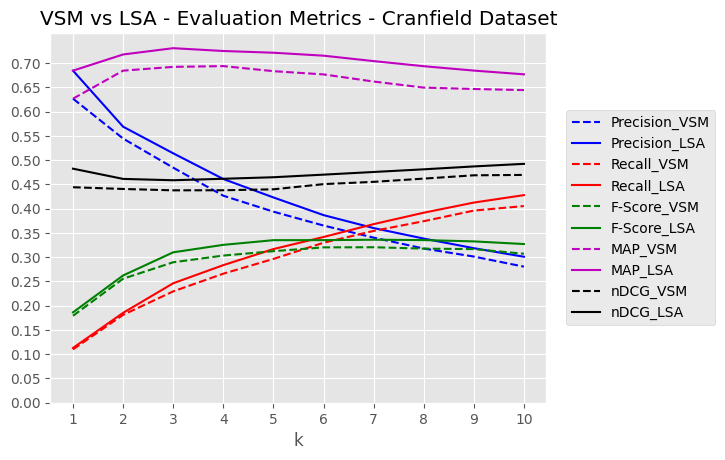 VSM vs LSA - Evaluation Metrics - Cranfield Dataset
0.70
0.65
0.60
0.55
0.50
0.45
0.40
0.35
0.30
0.25
0.20
0.15
0.10
0.05
0.00
1 2 3 4 5 6 7 8 9 10
k
Precision_VSM
Precision_LSA
Recall_VSM
Recall_LSA
F-Score_VSM
F-Score_LSA
MAP_VSM
MAP_LSA
nDCG_VSM
nDCG_LSA